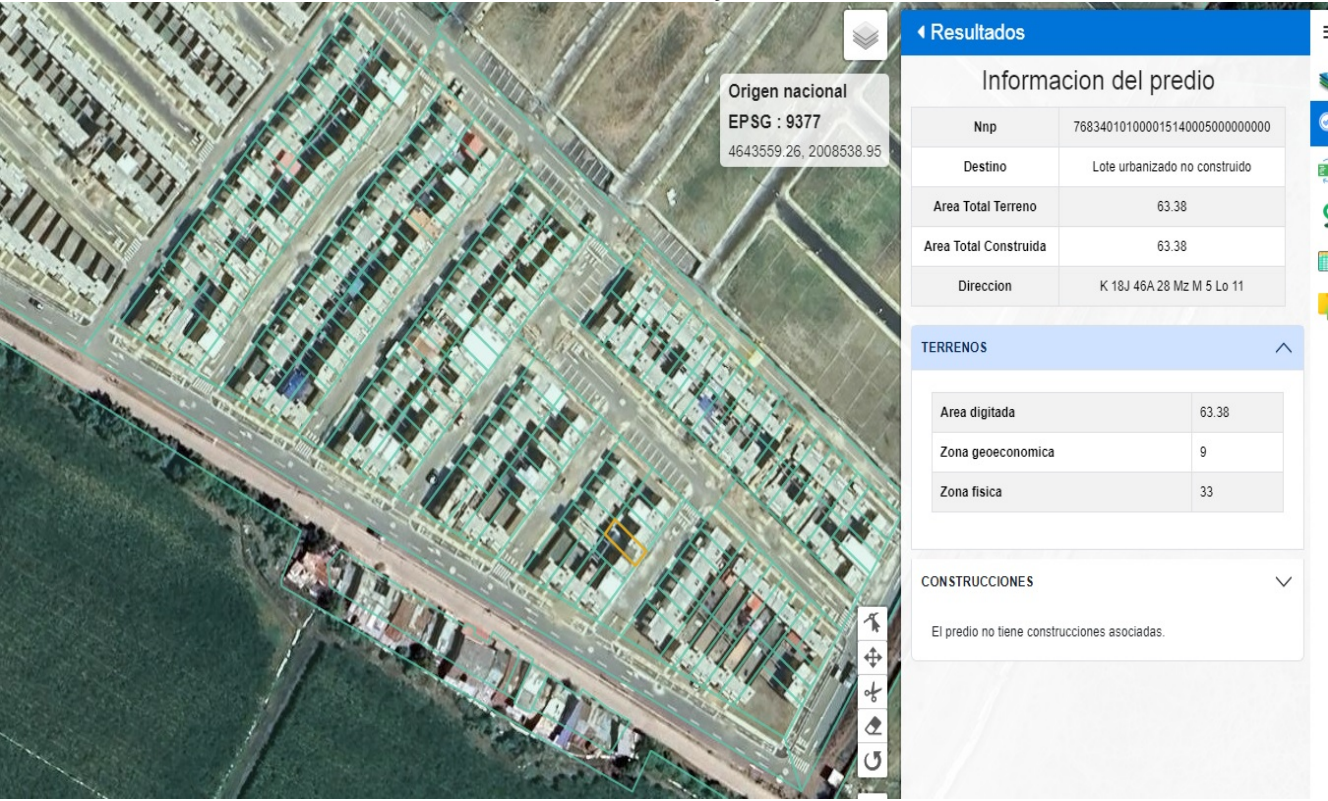 Origen nacional
EPSG : 9377
4643559.26, 2008538.95
Resultados
Informacion del predio
Nnp 768340101000015140005000000000
Destino Lote urbanizado no construido
Area Total Terreno 63.38
Area Total Construida 63.38
Direccion K 18J 46A 28 Mz M 5 Lo 11
TERRENOS
Area digitada 63.38
Zona geoeconomica 9
Zona fisica 33
CONSTRUCCIONES
El predio no tiene construcciones asociadas.